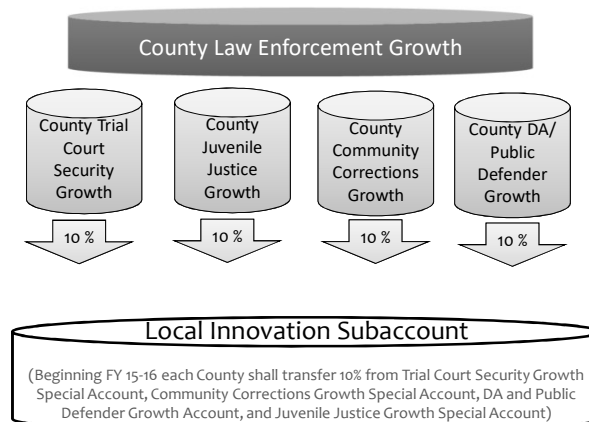 County Law Enforcement Growth
County Trial
Court
Security
Growth
County
Juvenile
Justice
Growth
County
Community
Corrections
Growth
County DA/
Public
Defender
Growth
10 %
10 %
10 %
10 %
Local Innovation Subaccount
(Beginning FY 15-16 each County shall transfer 10% from Trial Court Security Growth
Special Account, Community Corrections Growth Special Account, DA and Public
Defender Growth Account, and Juvenile Justice Growth Special Account)